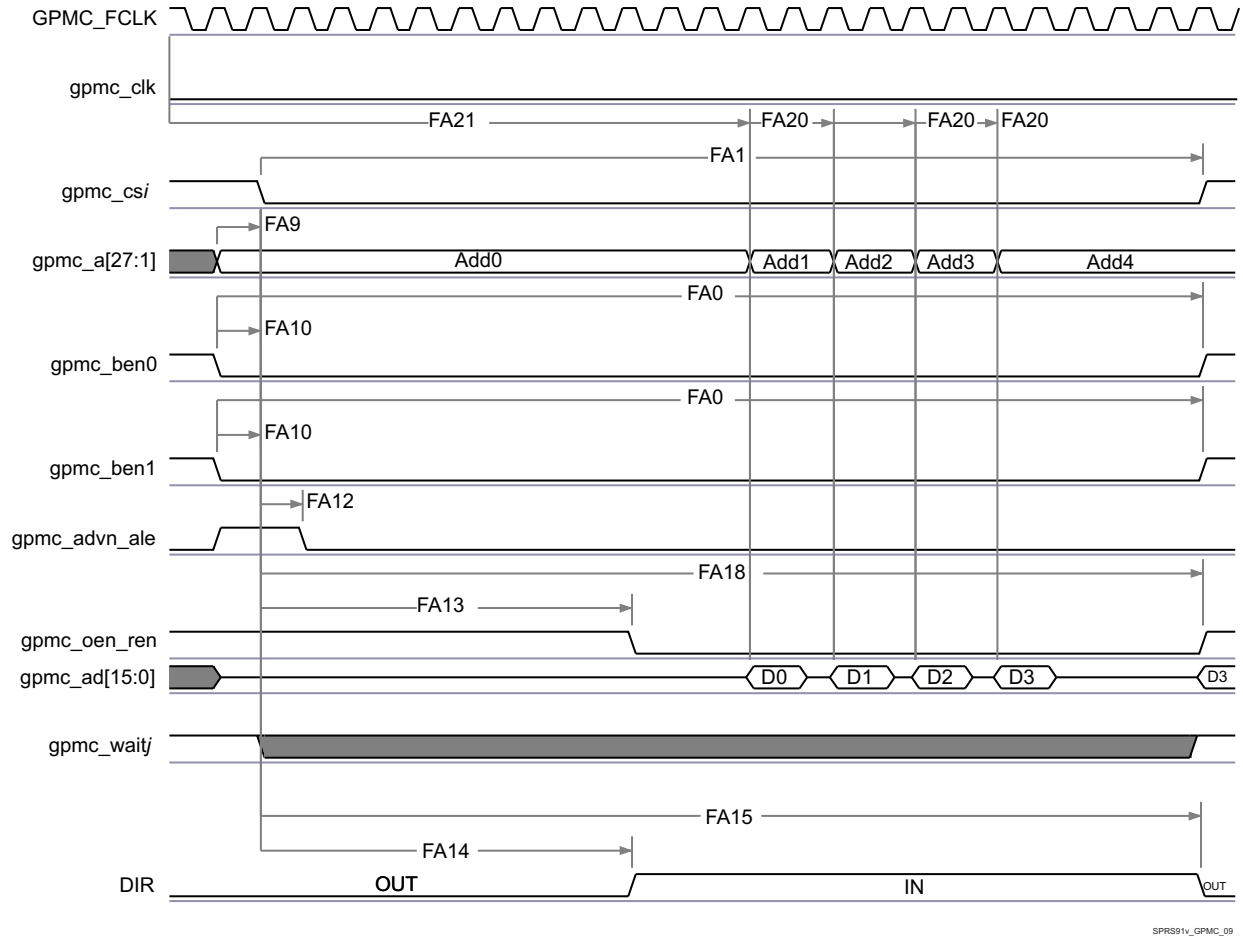 GPMC_FCLK
gpmc_clk
FA21 FA20 FA20 FA20
FA1
gpmc_csi
FA9
gpmc_a[27:1] Add0 Add1 Add2 Add3 Add4
FA0
FA10
gpmc_ben0
FA0
FA10
gpmc_ben1
FA12
gpmc_advn_ale
FA18
FA13
gpmc_oen_ren
gpmc_ad[15:0] D0 D1 D2 D3 D3
gpmc_waitj
FA15
FA14
DIR OUT IN OUT
SPRS91v_GPMC_09